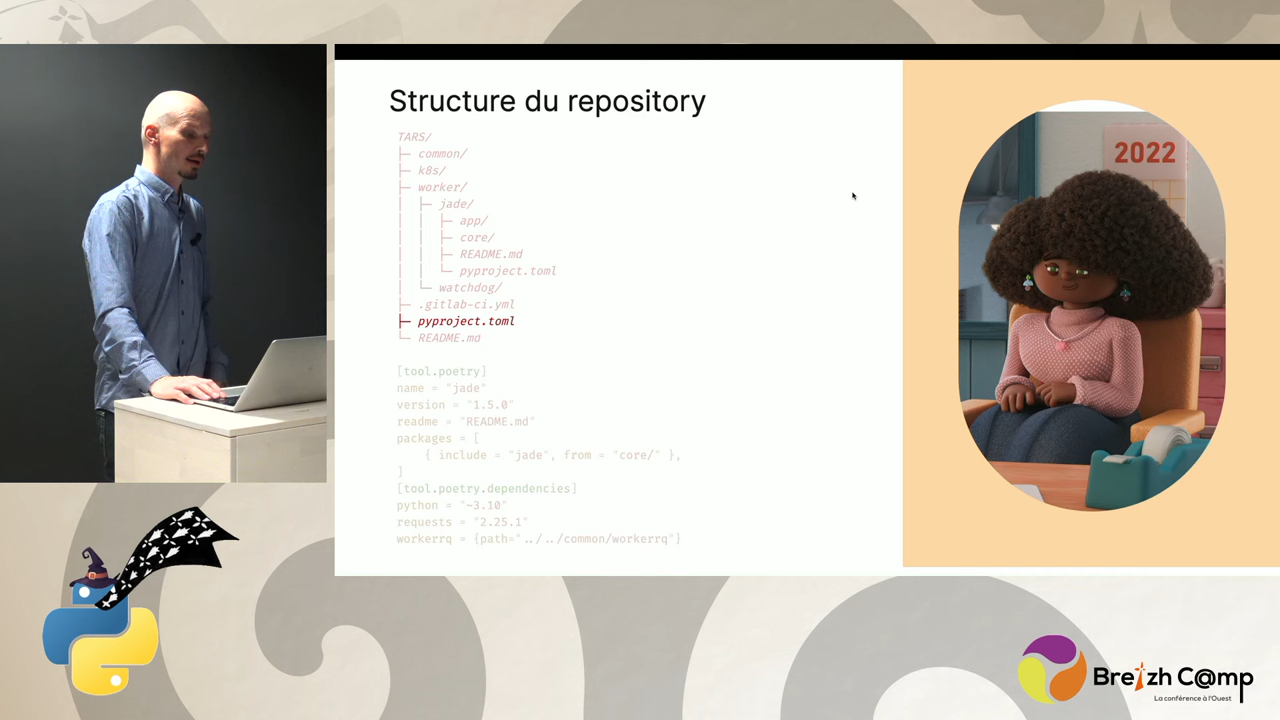 Structure du repository
TARS/
├─ common/
├─ k8s/
├─ worker/
│  ├─ jade/
│  │  ├─ app/
│  │  ├─ core/
│  │  ├─ README.md
│  │  └─ pyproject.toml
│  └─ watchdog/
├─ .gitlab-ci.yml
├─ pyproject.toml
└─ README.md
[tool.poetry]
name = "jade"
version = "1.5.0"
readme = "README.md"
packages = [
    { include = "jade", from = "core/" },
]
[tool.poetry.dependencies]
python = "~3.10"
requests = "2.25.1"
workerrq = {path="../../common/workerrq"}
2022
Breizh C@mp
La conférence à l'Ouest